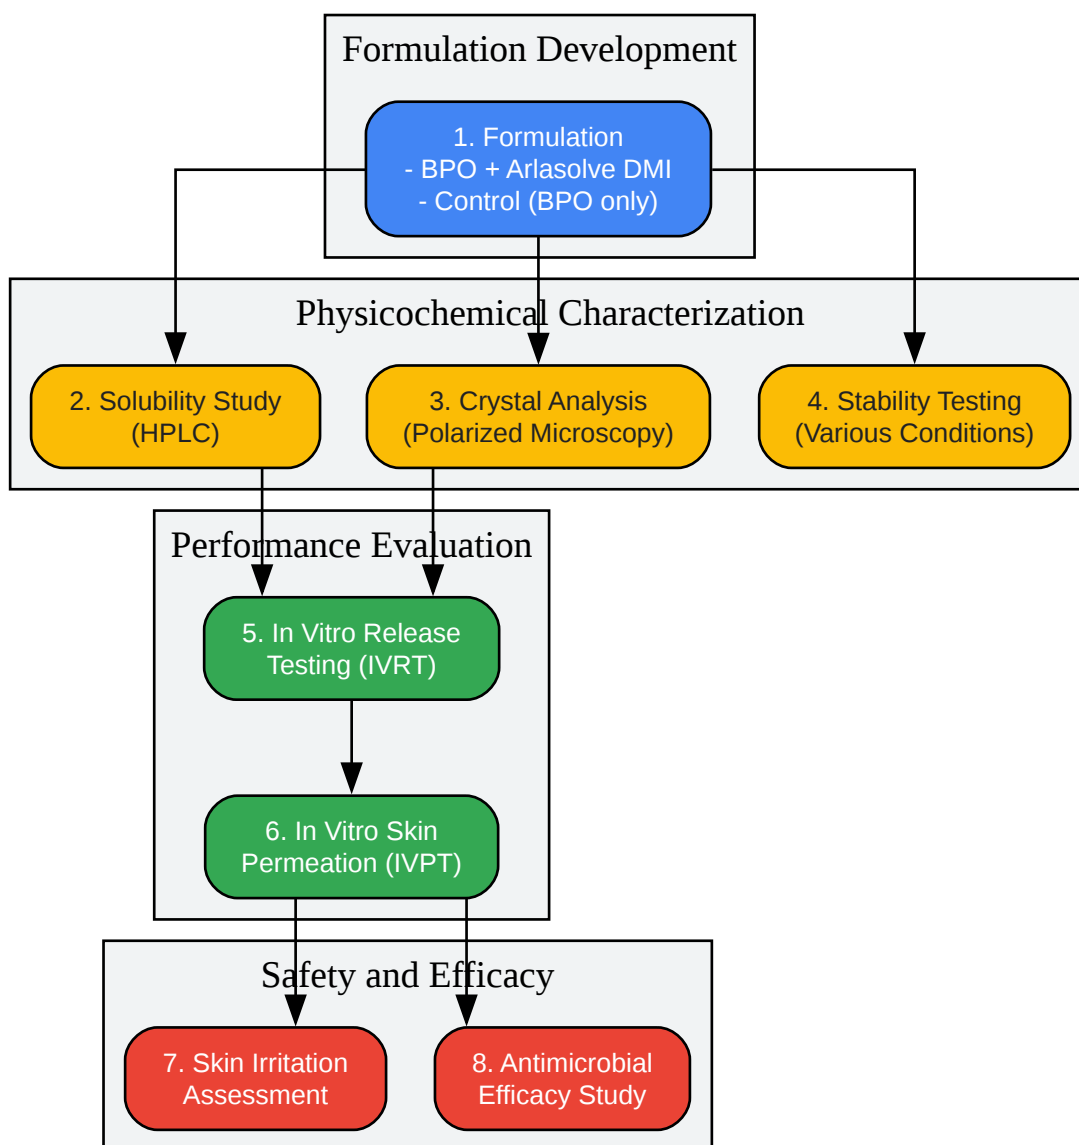 Formulation Development
1. Formulation
- BPO + Arlasolve DMI
- Control (BPO only)
Physicochemical Characterization
2. Solubility Study
(HPLC)
3. Crystal Analysis
(Polarized Microscopy)
4. Stability Testing
(Various Conditions)
Performance Evaluation
5. In Vitro Release
Testing (IVRT)
6. In Vitro Skin
Permeation (IVPT)
Safety and Efficacy
7. Skin Irritation
Assessment
8. Antimicrobial
Efficacy Study